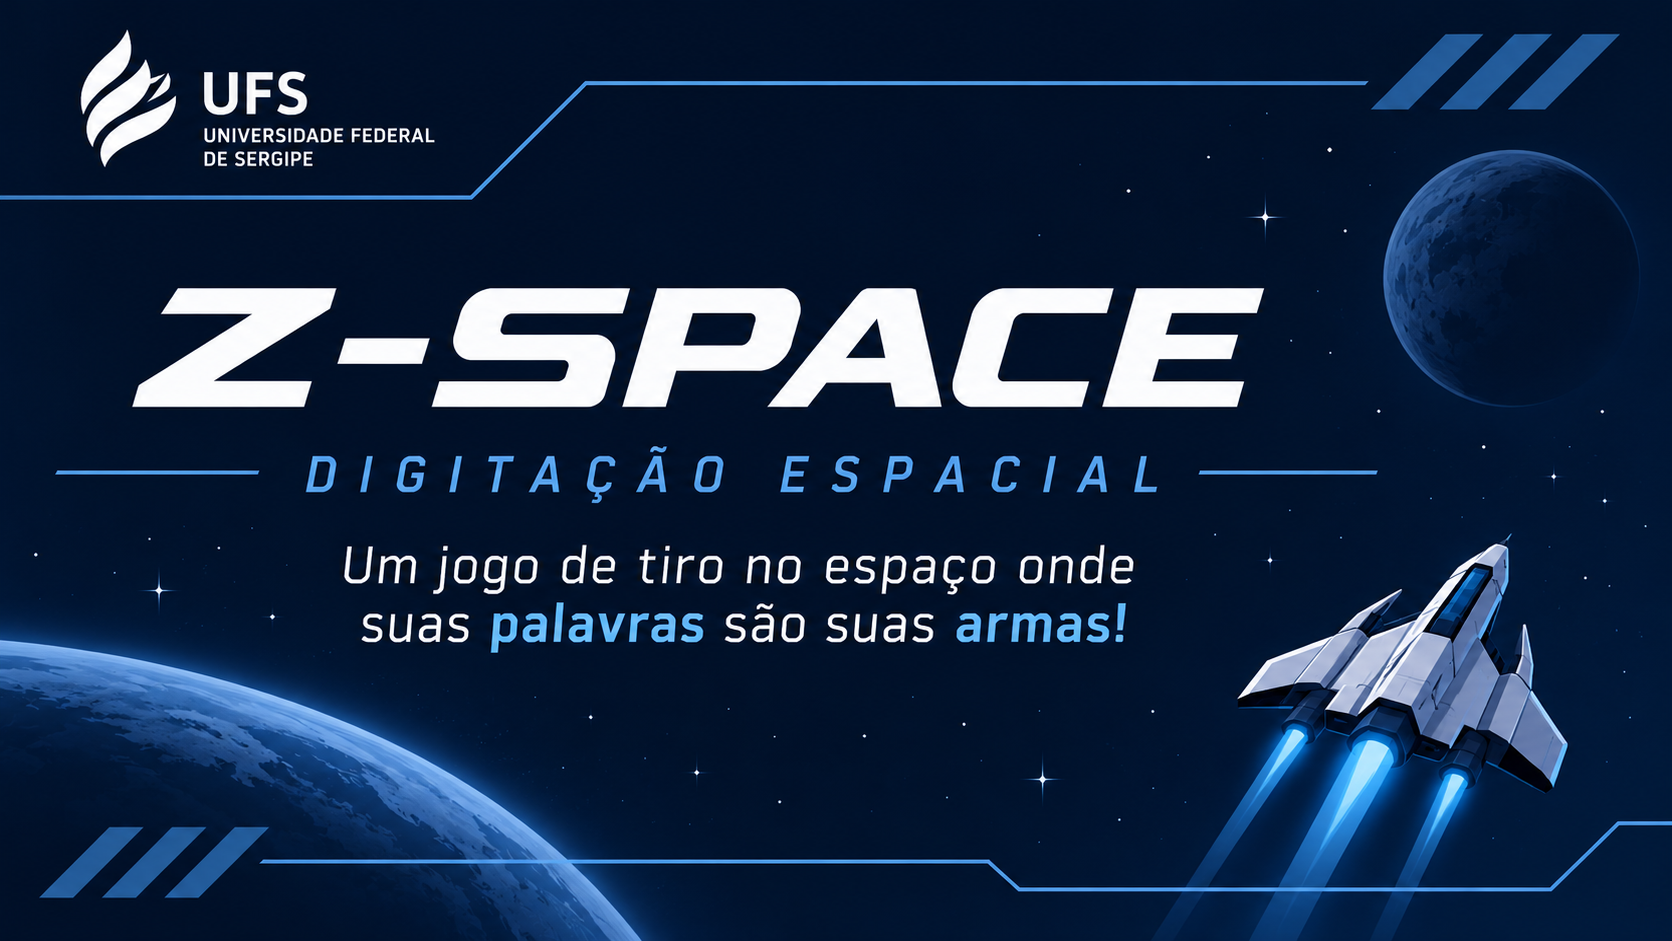 UFS
UNIVERSIDADE FEDERAL
DE SERGIPE
Z-SPACE
DIGITAÇÃO ESPACIAL
Um jogo de tiro no espaço onde
suas palavras são suas armas!